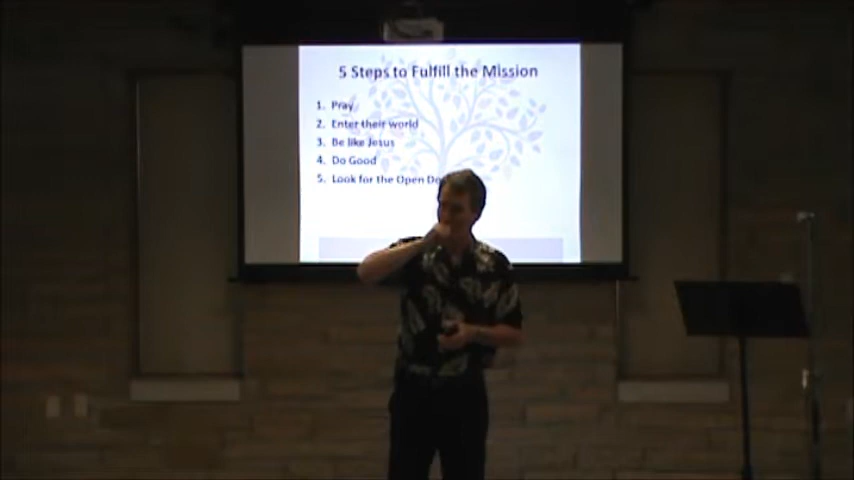 5 Steps to Fulfill the Mission
1. Pray
2. Enter their world
3. Be like Jesus
4. Do Good
5. Look for the Open